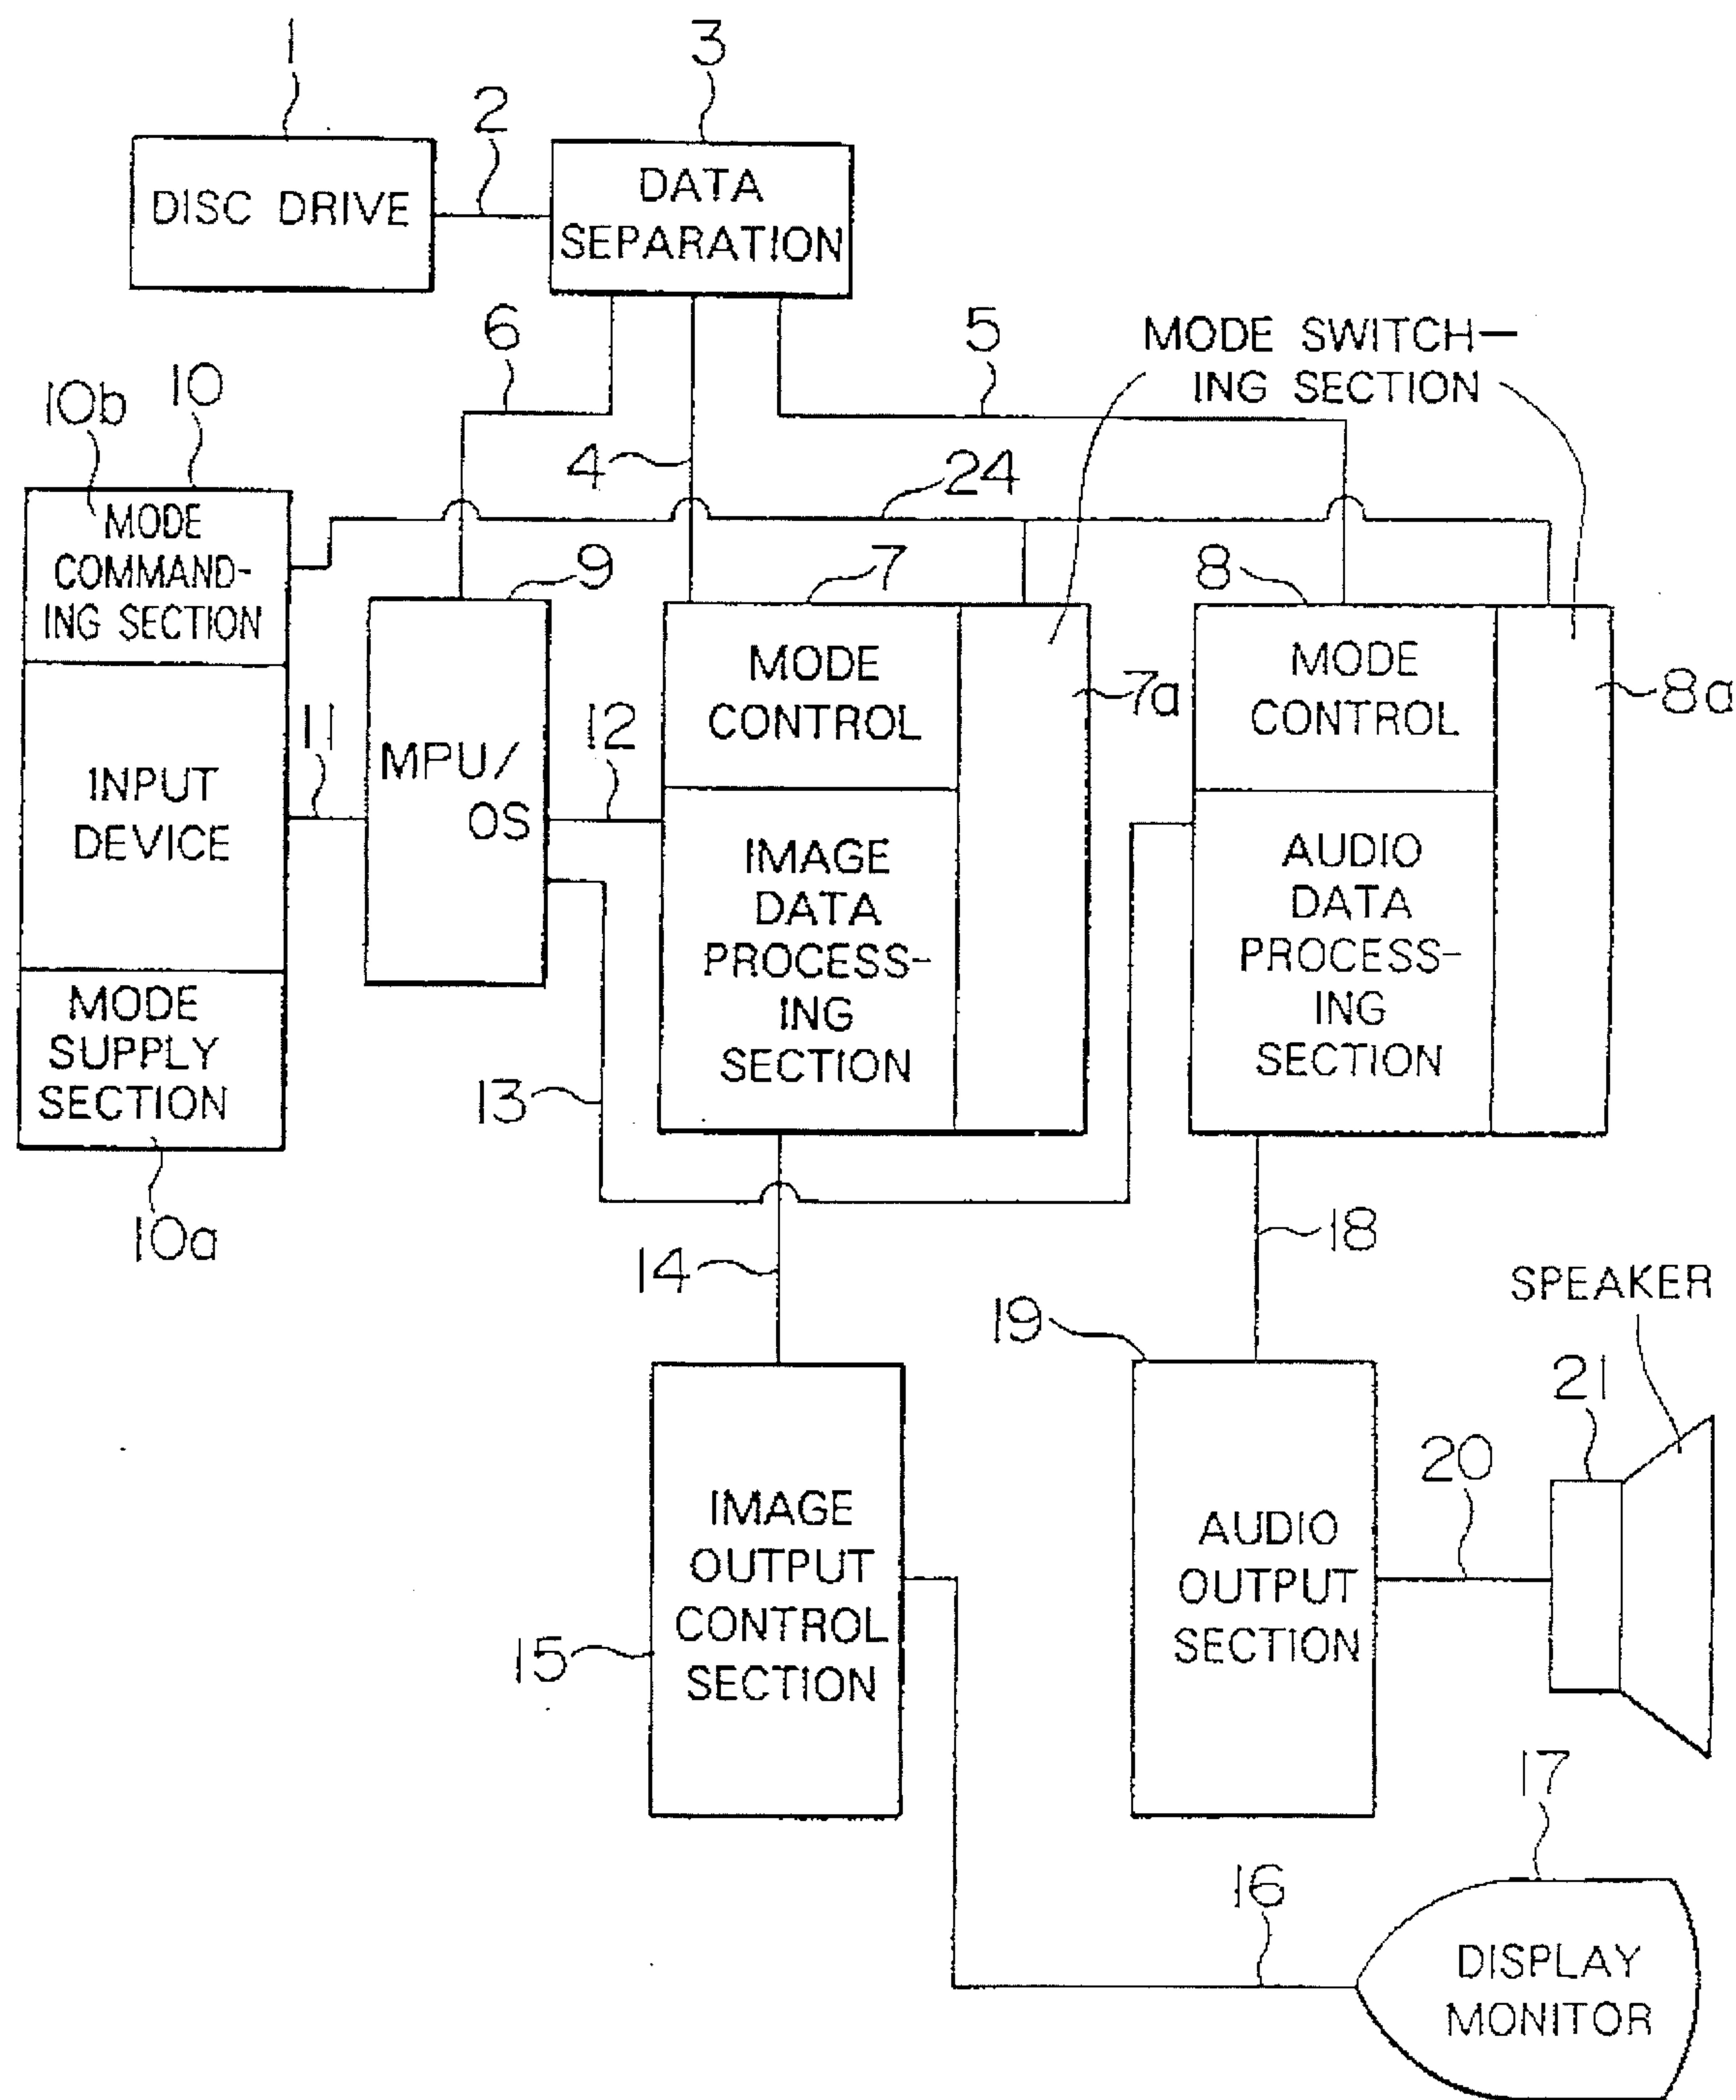 1
3
2
DISC DRIVE
DATA
SEPARATION
6
5
MODE SWITCH-
ING SECTION
10b
10
4
24
MODE
COMMAND-
ING SECTION
9
7
8
MODE
CONTROL
7a
MODE
CONTROL
8a
INPUT
DEVICE
11
MPU/
OS
12
IMAGE
DATA
PROCESS-
ING
SECTION
AUDIO
DATA
PROCESS-
ING
SECTION
MODE
SUPPLY
SECTION
13
10a
14
18
SPEAKER
19
21
20
IMAGE
OUTPUT
CONTROL
SECTION
15
AUDIO
OUTPUT
SECTION
17
16
DISPLAY
MONITOR